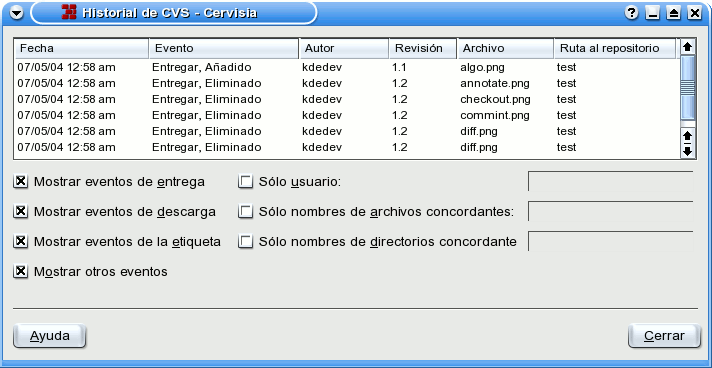 Historial de CVS - Cervisia
Fecha Evento Autor Revisión Archivo Ruta al repositorio
07/05/04 12:58 am Entregar, Añadido kdedev 1.1 algo.png test
07/05/04 12:58 am Entregar, Eliminado kdedev 1.2 annotate.png test
07/05/04 12:58 am Entregar, Eliminado kdedev 1.2 checkout.png test
07/05/04 12:58 am Entregar, Eliminado kdedev 1.2 commint.png test
07/05/04 12:58 am Entregar, Eliminado kdedev 1.2 diff.png test
07/05/04 12:58 am Entregar, Eliminado kdedev 1.2 diff.png test
Mostrar eventos de entrega Sólo usuario:
Mostrar eventos de descarga Sólo nombres de archivos concordantes:
Mostrar eventos de la etiqueta Sólo nombres de directorios concordante
Mostrar otros eventos
Ayuda Cerrar